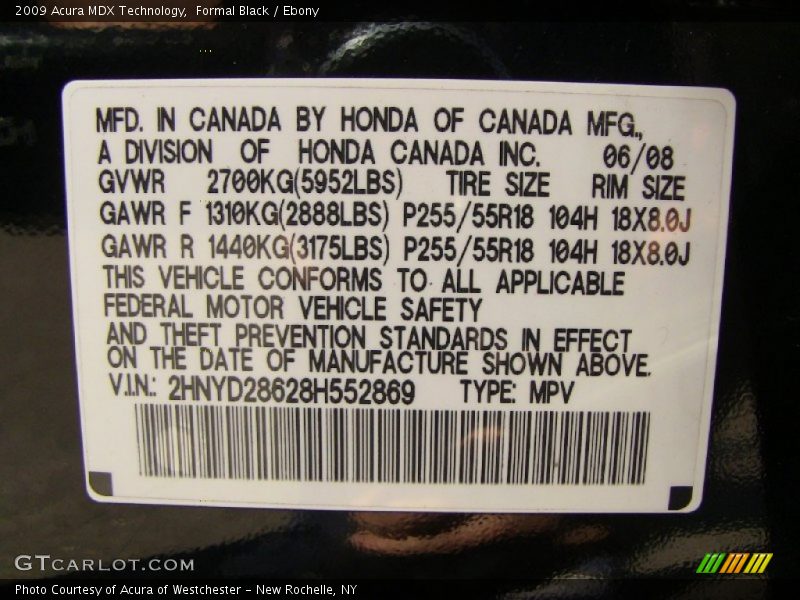 2009 Acura MDX Technology,  Formal Black / Ebony
MFD. IN CANADA BY HONDA OF CANADA MFG.,
A DIVISION OF HONDA CANADA INC. 06/08
GVWR 2700KG(5952LBS) TIRE SIZE RIM SIZE
GAWR F 1310KG(2888LBS) P255/55R18 104H 18X8.0J
GAWR R 1440KG(3175LBS) P255/55R18 104H 18X8.0J
THIS VEHICLE CONFORMS TO ALL APPLICABLE
FEDERAL MOTOR VEHICLE SAFETY
AND THEFT PREVENTION STANDARDS IN EFFECT
ON THE DATE OF MANUFACTURE SHOWN ABOVE.
V.I.N.: 2HNYD28628H552869 TYPE: MPV
GTCARLOT.COM
Photo Courtesy of Acura of Westchester - New Rochelle, NY